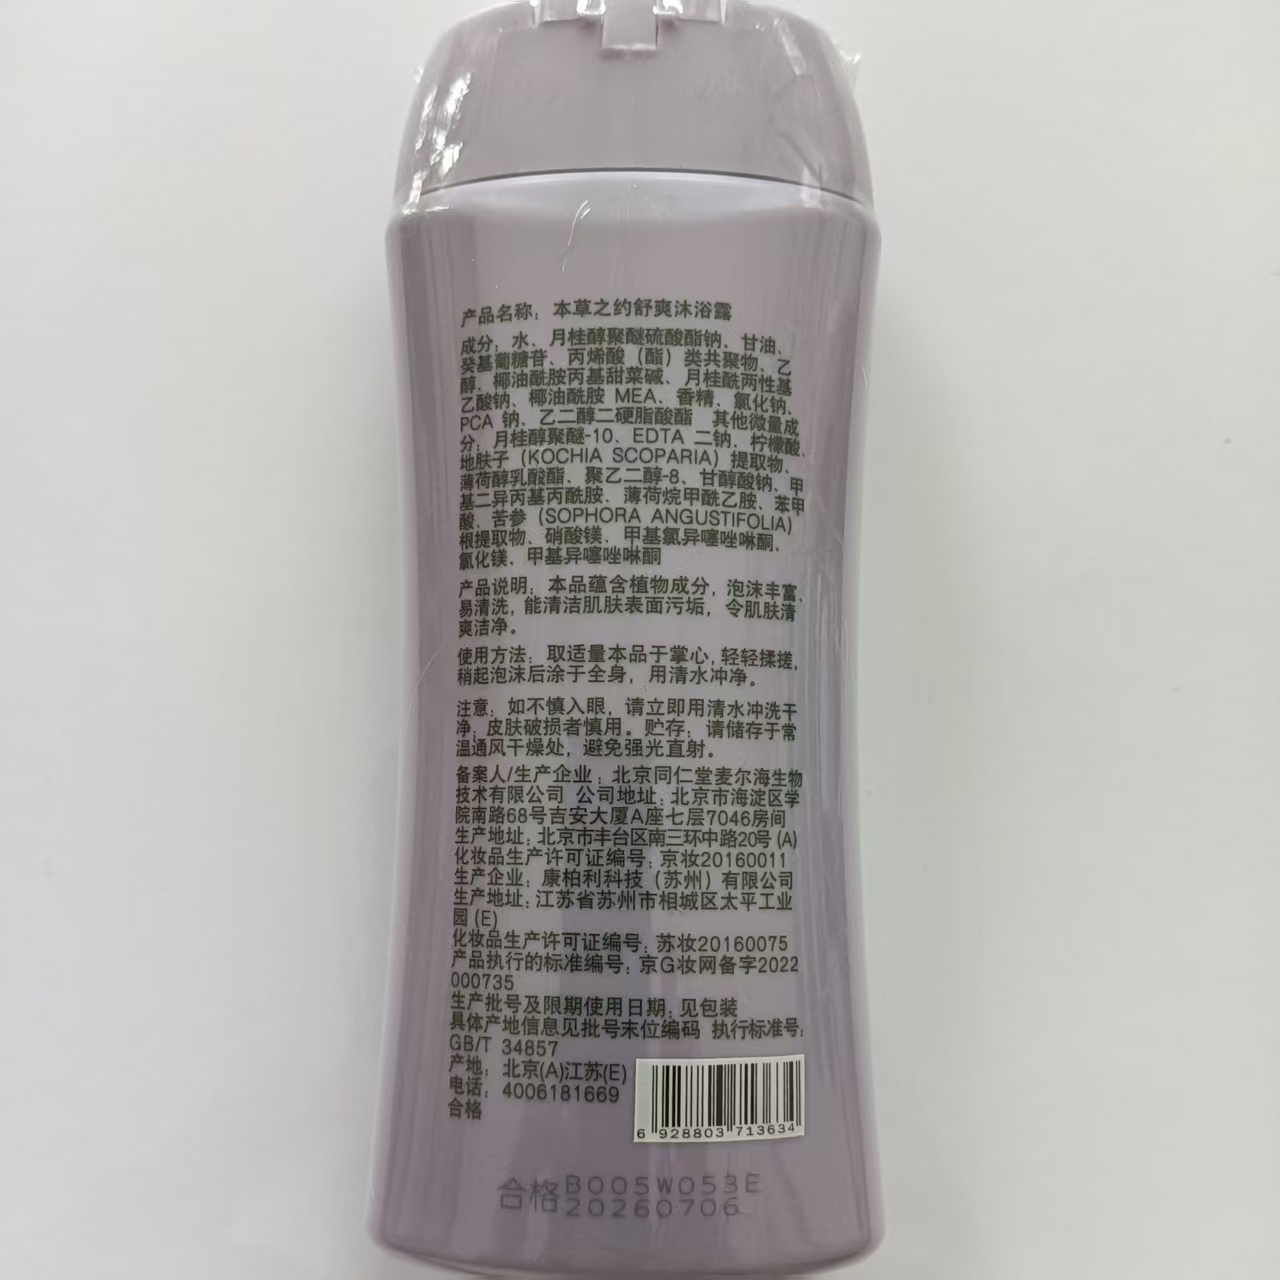 产品名称：本草之约舒爽沐浴露
成分：水、月桂醇聚醚硫酸酯钠、甘油、
癸基葡糖苷、丙烯酸（酯）类共聚物、乙
醇、椰油酰胺丙基甜菜碱、月桂酰两性基
乙酸钠、椰油酰胺 MEA、香精、氯化钠、
PCA 钠、乙二醇二硬脂酸酯 其他微量成
分：月桂醇聚醚-10、EDTA 二钠、柠檬酸、
地肤子（KOCHIA SCOPARIA）提取物、
薄荷醇乳酸酯、聚乙二醇-8、甘醇酸钠、甲
基二异丙基丙酰胺、薄荷烷甲酰乙胺、苯甲
酸、苦参（SOPHORA ANGUSTIFOLIA）
根提取物、硝酸镁、甲基氯异噻唑啉酮、
氯化镁、甲基异噻唑啉酮
产品说明：本品蕴含植物成分，泡沫丰富、
易清洗，能清洁肌肤表面污垢，令肌肤清
爽洁净。
使用方法：取适量本品于掌心，轻轻揉搓，
稍起泡沫后涂于全身，用清水冲净。
注意：如不慎入眼，请立即用清水冲洗干
净；皮肤破损者慎用。贮存：请储存于常
温通风干燥处，避免强光直射。
备案人/生产企业：北京同仁堂麦尔海生物
技术有限公司 公司地址：北京市海淀区学
院南路68号吉安大厦A座七层7046房间
生产地址：北京市丰台区南三环中路20号 (A)
化妆品生产许可证编号：京妆20160011
生产企业：康柏利科技（苏州）有限公司
生产地址：江苏省苏州市相城区太平工业
园 (E)
化妆品生产许可证编号：苏妆20160075
产品执行的标准编号：京G妆网备字2022
000735
生产批号及限期使用日期：见包装
具体产地信息见批号末位编码 执行标准号：
GB/T 34857
产地：北京(A)江苏(E)
电话：4006181669
合格
6 928803 713634
合格 B005W053E
20260706